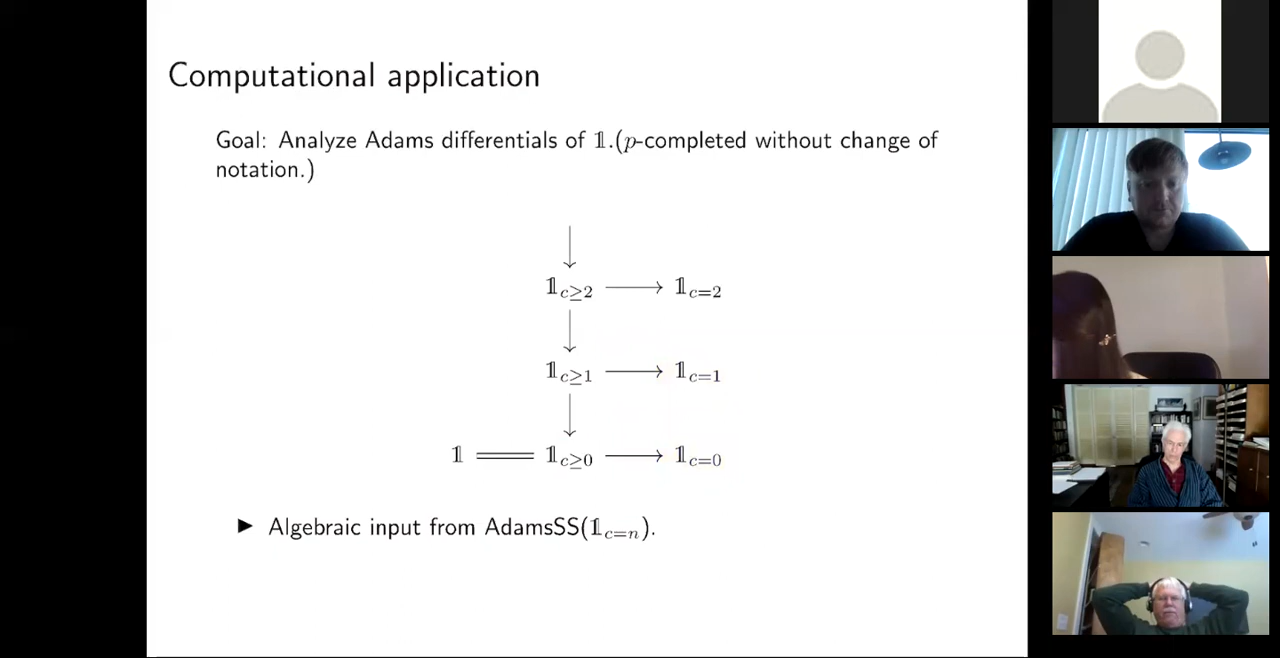 Computational application
Goal: Analyze Adams differentials of 𝟙.(p-completed without change of
notation.)
𝟙_{c≥2} ⟶ 𝟙_{c=2}
𝟙_{c≥1} ⟶ 𝟙_{c=1}
𝟙 ═ 𝟙_{c≥0} ⟶ 𝟙_{c=0}
▶ Algebraic input from AdamsSS(𝟙_{c=n}).